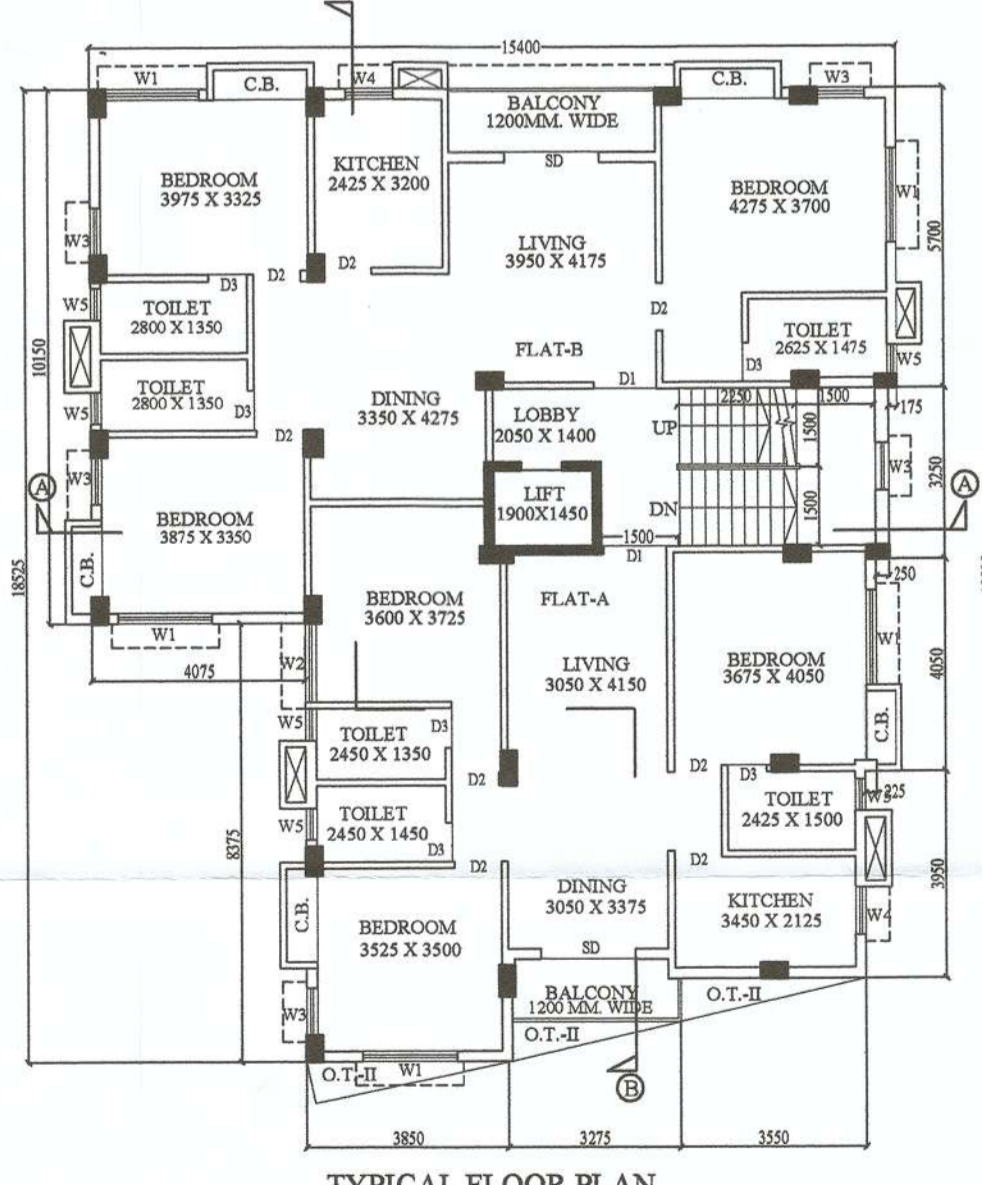 15400
W1
C.B.
W4
C.B.
W3
BALCONY
1200MM. WIDE
SD
KITCHEN
2425 X 3200
BEDROOM
3975 X 3325
BEDROOM
4275 X 3700
W1
5700
W3
LIVING
3950 X 4175
D3
D2
D2
D2
W5
TOILET
2800 X 1350
TOILET
2625 X 1475
D3
W5
10150
FLAT-B
D1
TOILET
2800 X 1350
D3
W5
D2
DINING
3350 X 4275
LOBBY
2050 X 1400
2250
1500
175
UP
1500
W3
W3
3250
A
A
LIFT
1900X1450
DN
1500
1500
D1
BEDROOM
3875 X 3350
C.B.
18525
W1
4075
250
BEDROOM
3600 X 3725
FLAT-A
W1
W2
LIVING
3050 X 4150
BEDROOM
3675 X 4050
4050
C.B.
W5
TOILET
2450 X 1350
D3
D2
D2
D3
W5
225
TOILET
2425 X 1500
TOILET
2450 X 1450
W5
D3
D2
D2
8375
3950
DINING
3050 X 3375
KITCHEN
3450 X 2125
W4
C.B.
BEDROOM
3525 X 3500
SD
BALCONY
1200 MM. WIDE
O.T.-II
O.T.-II
W3
O.T.-II
W1
B
3850
3275
3550
TYPICAL FLOOR PLAN